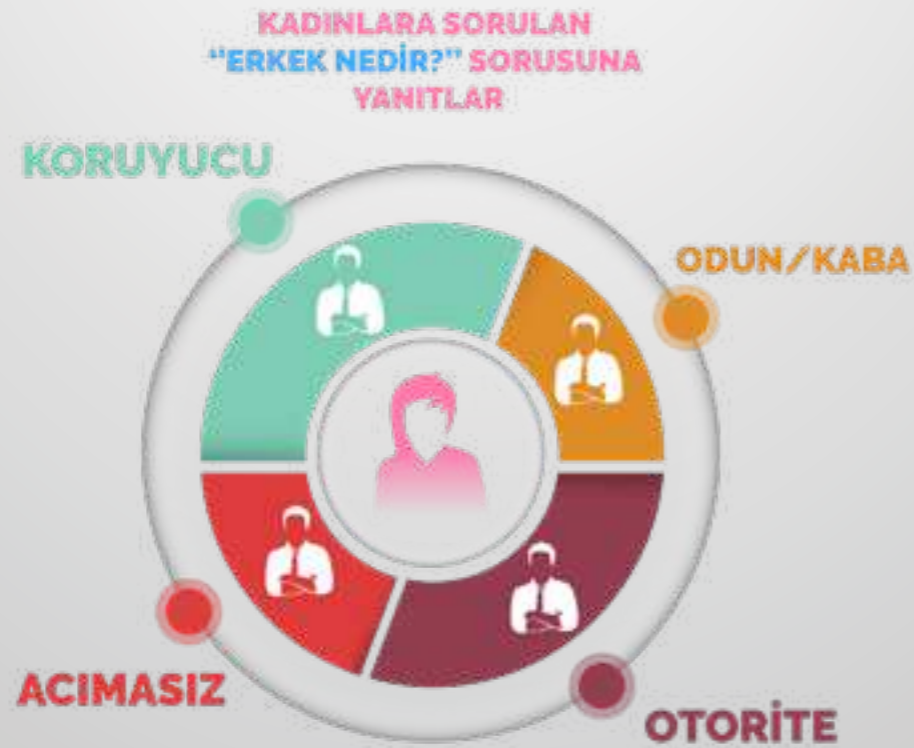 KADINLARA SORULAN
"ERKEK NEDİR?" SORUSUNA
YANITLAR
KORUYUCU
ODUN/KABA
ACIMASIZ
OTORİTE